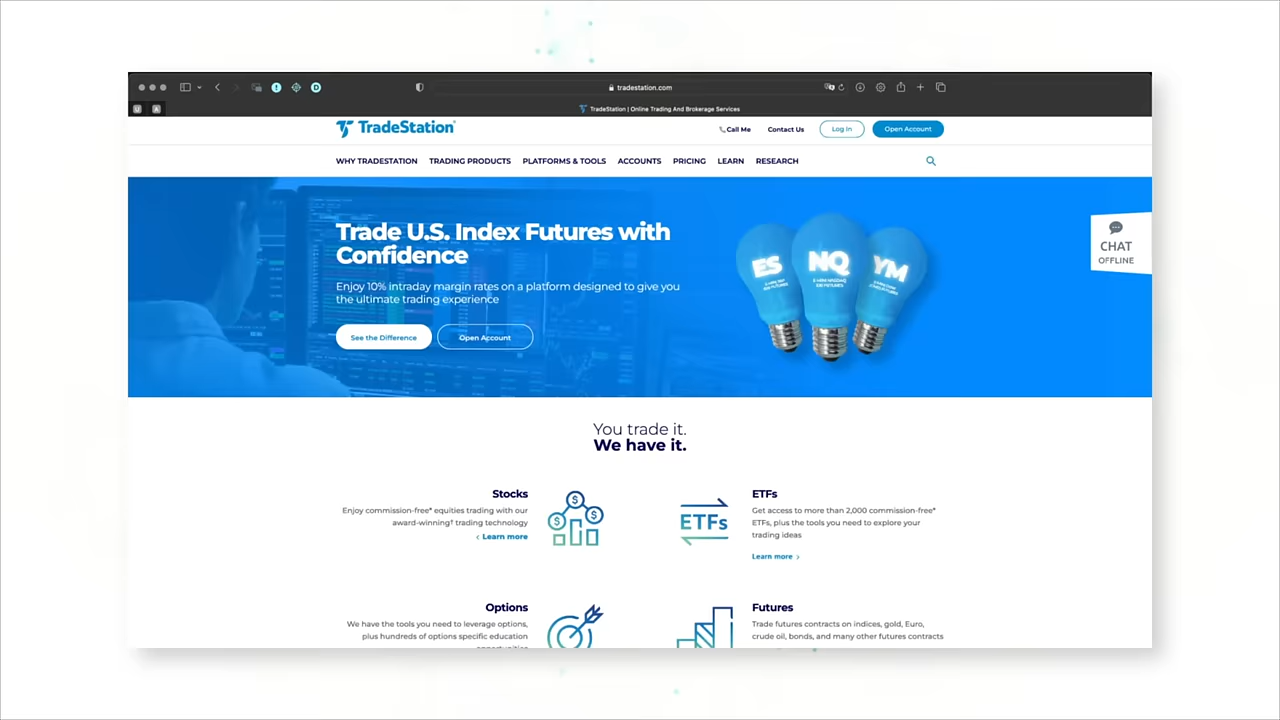 tradestation.com
TradeStation | Online Trading And Brokerage Services
TradeStation
Call Me
Contact Us
Log In
Open Account
WHY TRADESTATION
TRADING PRODUCTS
PLATFORMS & TOOLS
ACCOUNTS
PRICING
LEARN
RESEARCH
Trade U.S. Index Futures with
Confidence
Enjoy 10% intraday margin rates on a platform designed to give you
the ultimate trading experience
See the Difference
Open Account
ES
NQ
YM
CHAT
OFFLINE
You trade it.
We have it.
Stocks
Enjoy commission-free* equities trading with our
award-winning† trading technology
‹ Learn more
ETFs
ETFs
Get access to more than 2,000 commission-free*
ETFs, plus the tools you need to explore your
trading ideas
Learn more ›
Options
We have the tools you need to leverage options,
plus hundreds of options specific education
Futures
Trade futures contracts on indices, gold, Euro,
crude oil, bonds, and many other futures contracts